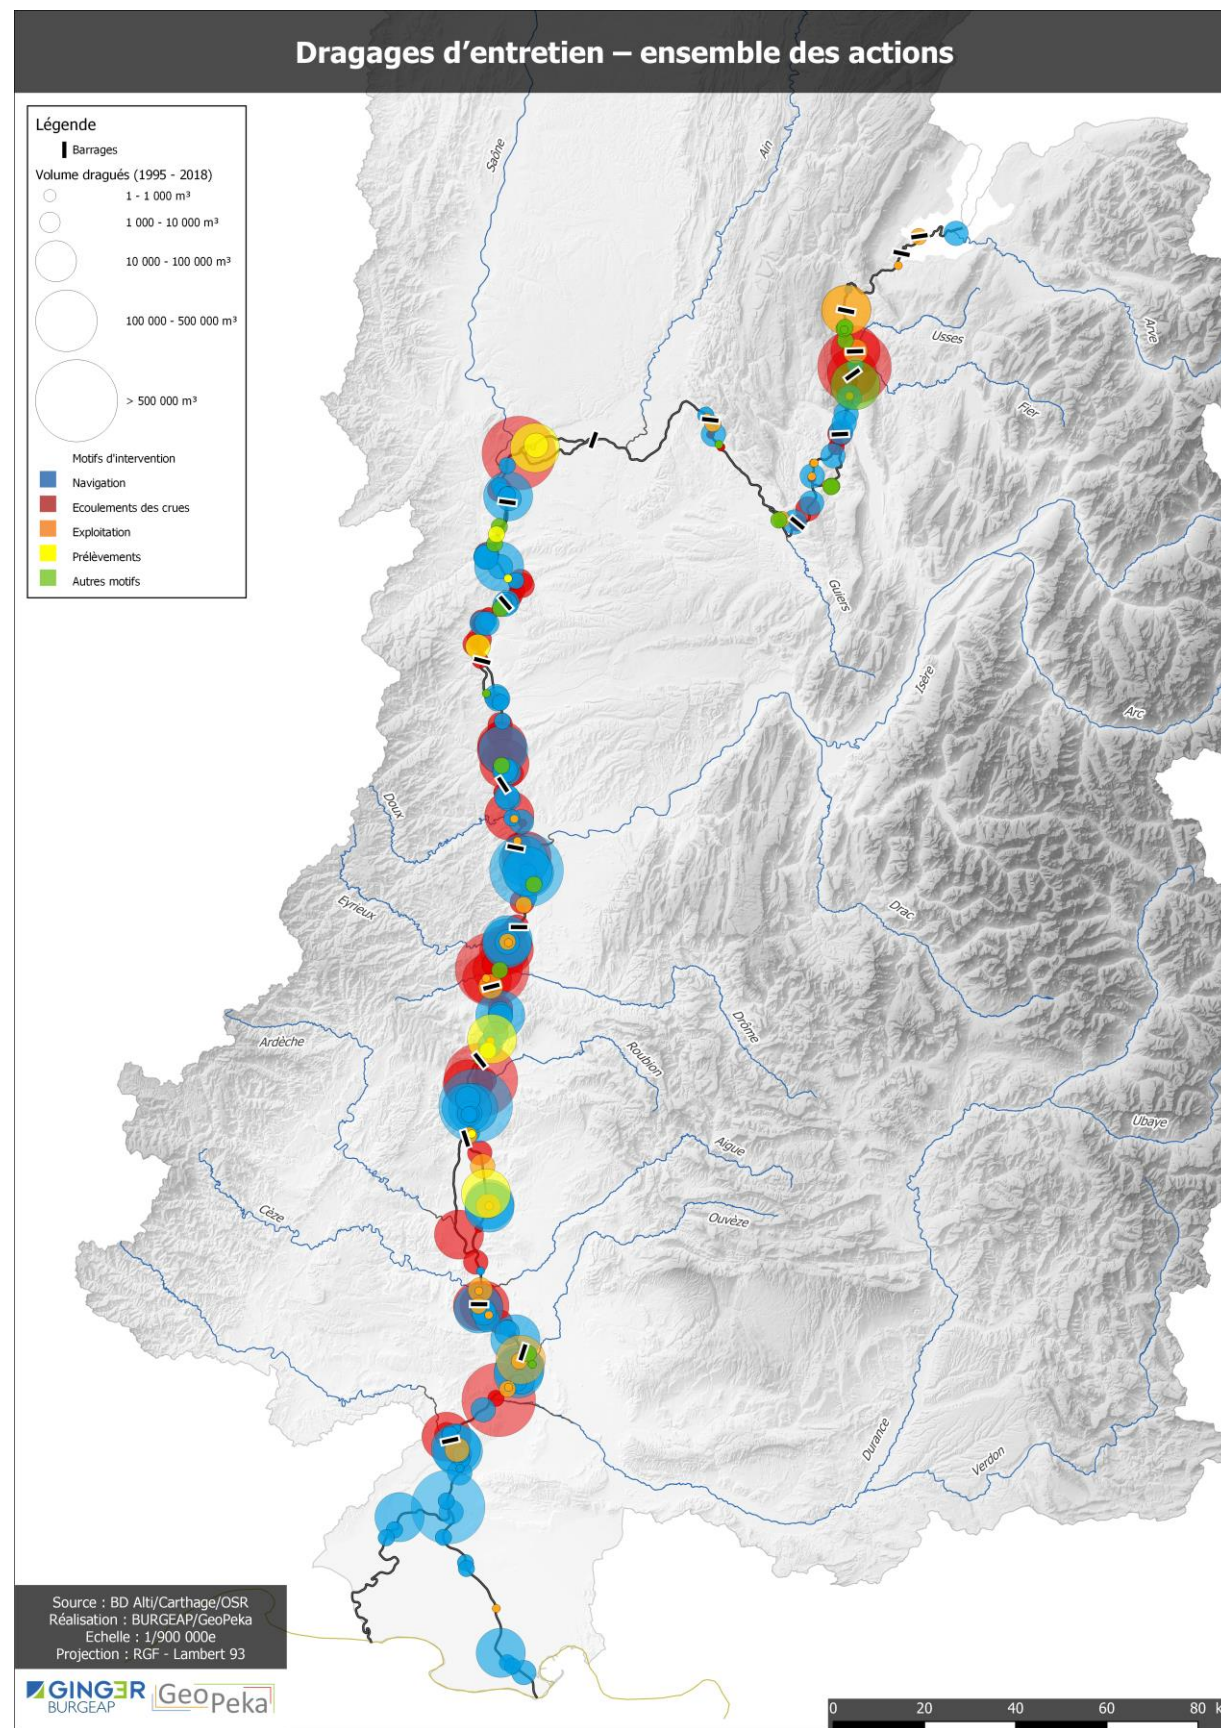 Dragages d'entretien – ensemble des actions
Légende
Barrages
Volume dragués (1995 - 2018)
1 - 1 000 m³
1 000 - 10 000 m³
10 000 - 100 000 m³
100 000 - 500 000 m³
> 500 000 m³
Motifs d'intervention
Navigation
Ecoulements des crues
Exploitation
Prélèvements
Autres motifs
Saône
Ain
Arve
Usses
Fier
Guiers
Isère
Arc
Doux
Eyrieux
Drac
Drôme
Ardèche
Roubion
Ubaye
Aigue
Cèze
Ouvèze
Durance
Verdon
Source : BD Alti/Carthage/OSR
Réalisation : BURGEAP/GeoPeka
Echelle : 1/900 000e
Projection : RGF - Lambert 93
GINGER
BURGEAP
GeoPeka
0 20 40 60 80 k